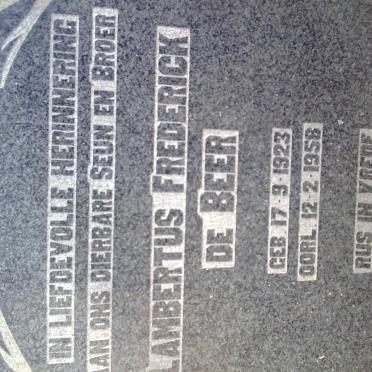 IN LIEFDEVOLLE HERINNERING
AAN ONS DIERBARE SEUN EN BROER
LAMBERTUS FREDERICK
DE BEER
GEB. 17-9-1923
OORL. 12-2-1958
RUS IN VREDE